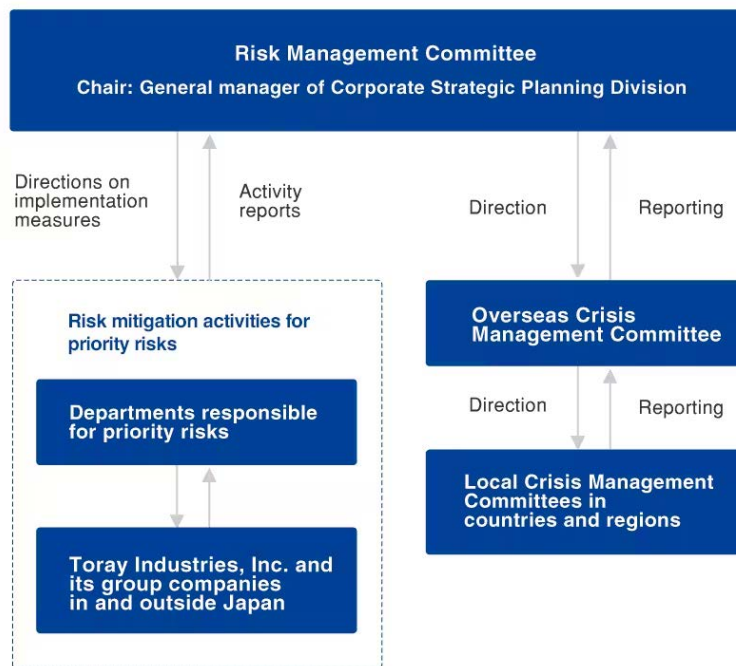 Risk Management Committee
Chair: General manager of Corporate Strategic Planning Division
Directions on
implementation
measures
Activity
reports
Direction
Reporting
Risk mitigation activities for
priority risks
Departments responsible
for priority risks
Toray Industries, Inc. and
its group companies
in and outside Japan
Overseas Crisis
Management Committee
Direction
Reporting
Local Crisis Management
Committees in
countries and regions